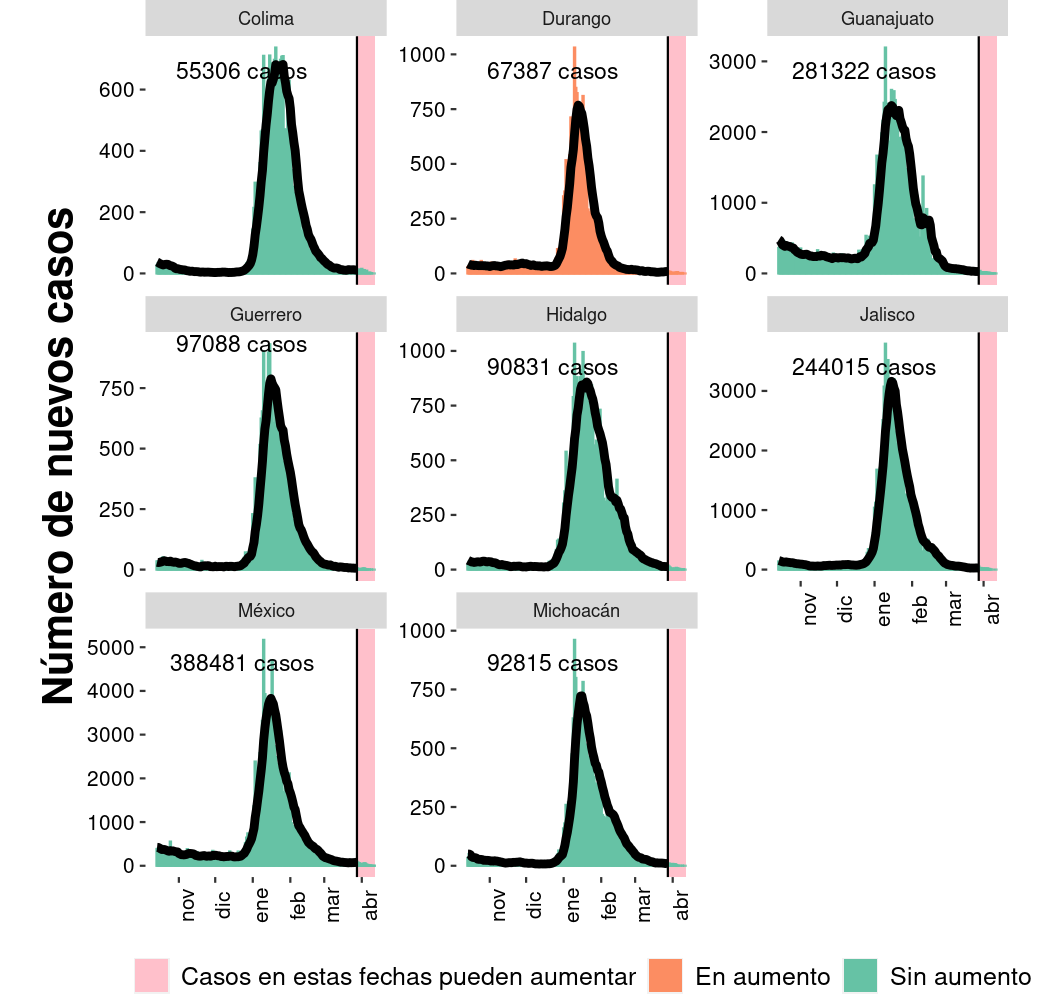 Número de nuevos casos
Colima
55306 casos
600
400
200
0
Durango
67387 casos
1000
750
500
250
0
Guanajuato
281322 casos
3000
2000
1000
0
Guerrero
97088 casos
750
500
250
0
Hidalgo
90831 casos
1000
750
500
250
0
Jalisco
244015 casos
3000
2000
1000
0
nov dic ene feb mar abr
México
388481 casos
5000
4000
3000
2000
1000
0
nov dic ene feb mar abr
Michoacán
92815 casos
1000
750
500
250
0
nov dic ene feb mar abr
Casos en estas fechas pueden aumentar En aumento Sin aumento